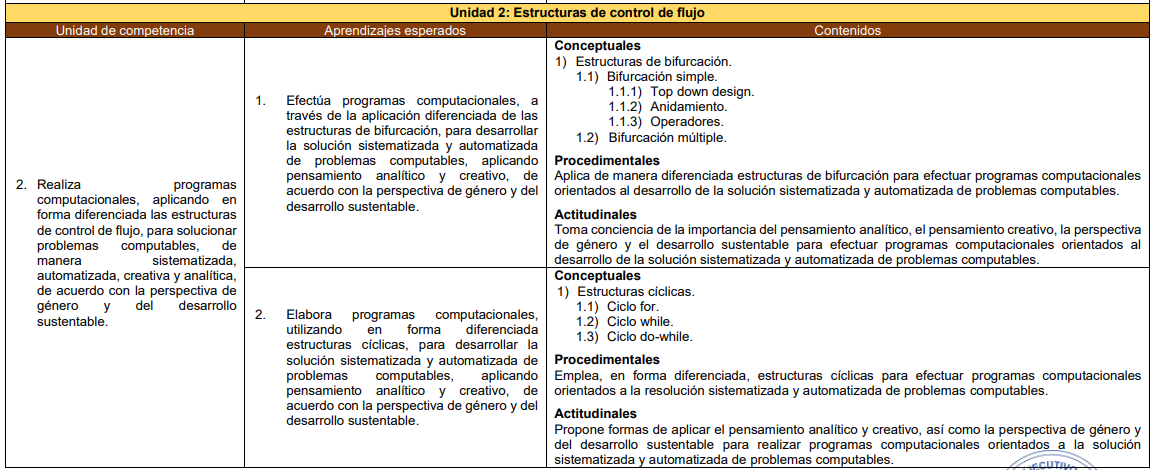 Unidad 2: Estructuras de control de flujo
Unidad de competencia
Aprendizajes esperados
Contenidos
2. Realiza programas
computacionales, aplicando en
forma diferenciada las estructuras
de control de flujo, para solucionar
problemas computables, de
manera sistematizada,
automatizada, creativa y analítica,
de acuerdo con la perspectiva de
género y del desarrollo
sustentable.
1. Efectúa programas computacionales, a
través de la aplicación diferenciada de las
estructuras de bifurcación, para desarrollar
la solución sistematizada y automatizada
de problemas computables, aplicando
pensamiento analítico y creativo, de
acuerdo con la perspectiva de género y del
desarrollo sustentable.
Conceptuales
1) Estructuras de bifurcación.
1.1) Bifurcación simple.
1.1.1) Top down design.
1.1.2) Anidamiento.
1.1.3) Operadores.
1.2) Bifurcación múltiple.
Procedimentales
Aplica de manera diferenciada estructuras de bifurcación para efectuar programas computacionales
orientados al desarrollo de la solución sistematizada y automatizada de problemas computables.
Actitudinales
Toma conciencia de la importancia del pensamiento analítico, el pensamiento creativo, la perspectiva
de género y el desarrollo sustentable para efectuar programas computacionales orientados al
desarrollo de la solución sistematizada y automatizada de problemas computables.
2. Elabora programas computacionales,
utilizando en forma diferenciada
estructuras cíclicas, para desarrollar la
solución sistematizada y automatizada de
problemas computables, aplicando
pensamiento analítico y creativo, de
acuerdo con la perspectiva de género y del
desarrollo sustentable.
Conceptuales
1) Estructuras cíclicas.
1.1) Ciclo for.
1.2) Ciclo while.
1.3) Ciclo do-while.
Procedimentales
Emplea, en forma diferenciada, estructuras cíclicas para efectuar programas computacionales
orientados a la resolución sistematizada y automatizada de problemas computables.
Actitudinales
Propone formas de aplicar el pensamiento analítico y creativo, así como la perspectiva de género y
del desarrollo sustentable para realizar programas computacionales orientados a la solución
sistematizada y automatizada de problemas computables.